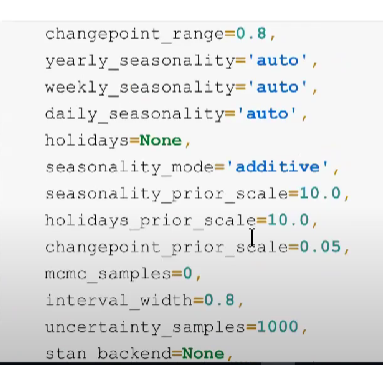 changepoint_range=0.8,
yearly_seasonality='auto',
weekly_seasonality='auto',
daily_seasonality='auto',
holidays=None,
seasonality_mode='additive',
seasonality_prior_scale=10.0,
holidays_prior_scale=10.0,
changepoint_prior_scale=0.05,
mcmc_samples=0,
interval_width=0.8,
uncertainty_samples=1000,
stan_backend=None,